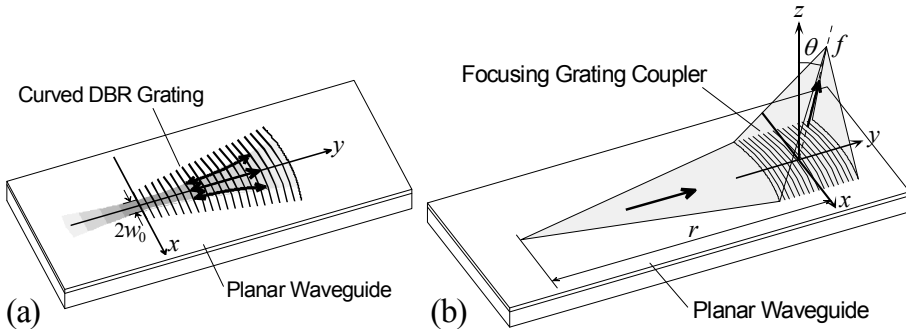 Curved DBR Grating
y
2w₀
x
Planar Waveguide
(a)
z
θ
f
Focusing Grating Coupler
y
x
r
Planar Waveguide
(b)